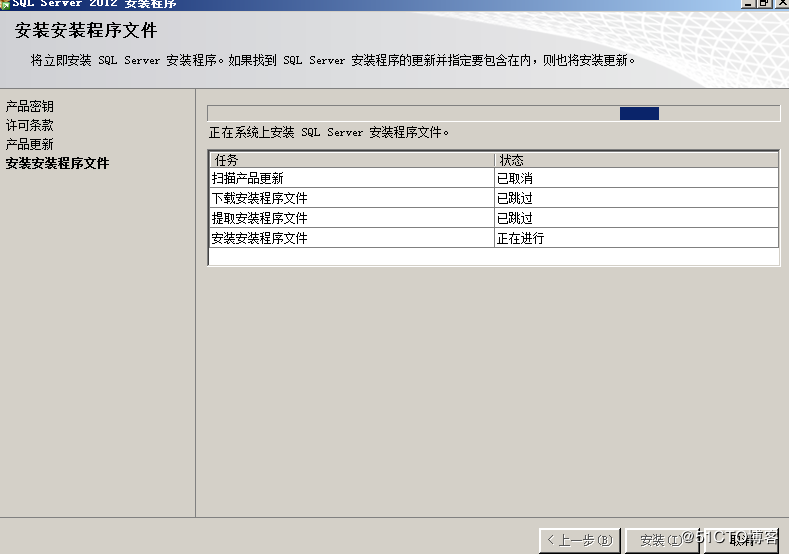 SQL Server 2012 安装程序
安装安装程序文件
将立即安装 SQL Server 安装程序。如果找到 SQL Server 安装程序的更新并指定要包含在内，则也将安装更新。
产品密钥
许可条款
产品更新
安装安装程序文件
正在系统上安装 SQL Server 安装程序文件。
任务 状态
扫描产品更新 已取消
下载安装程序文件 已跳过
提取安装程序文件 已跳过
安装安装程序文件 正在进行
< 上一步(B) 安装(I) 取消
@51CTO博客